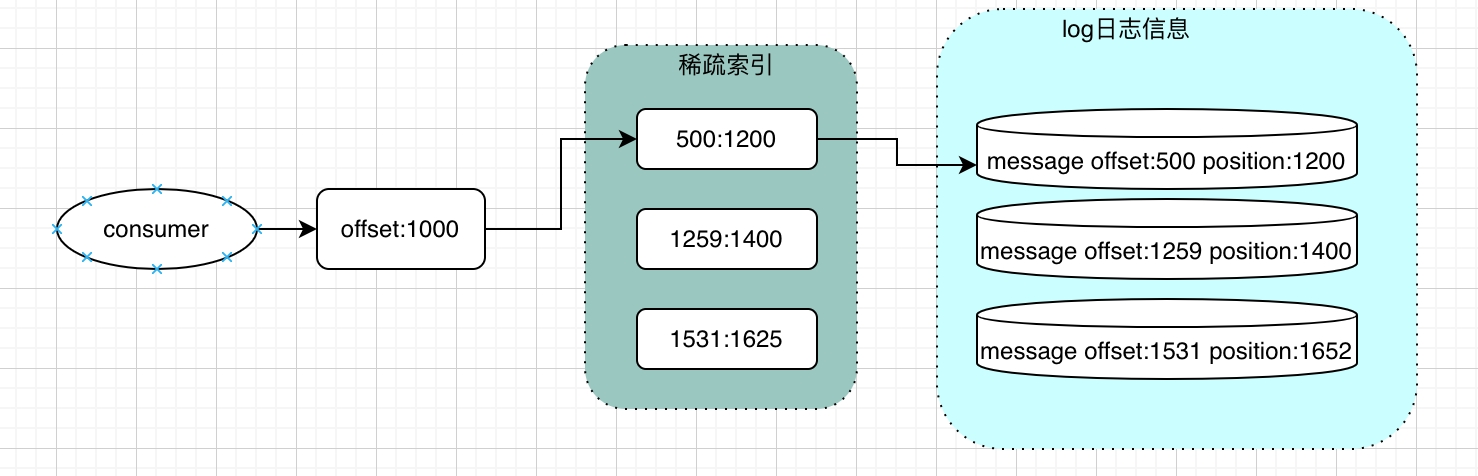 consumer
offset:1000
稀疏索引
500:1200
1259:1400
1531:1625
log日志信息
message offset:500 position:1200
message offset:1259 position:1400
message offset:1531 position:1652